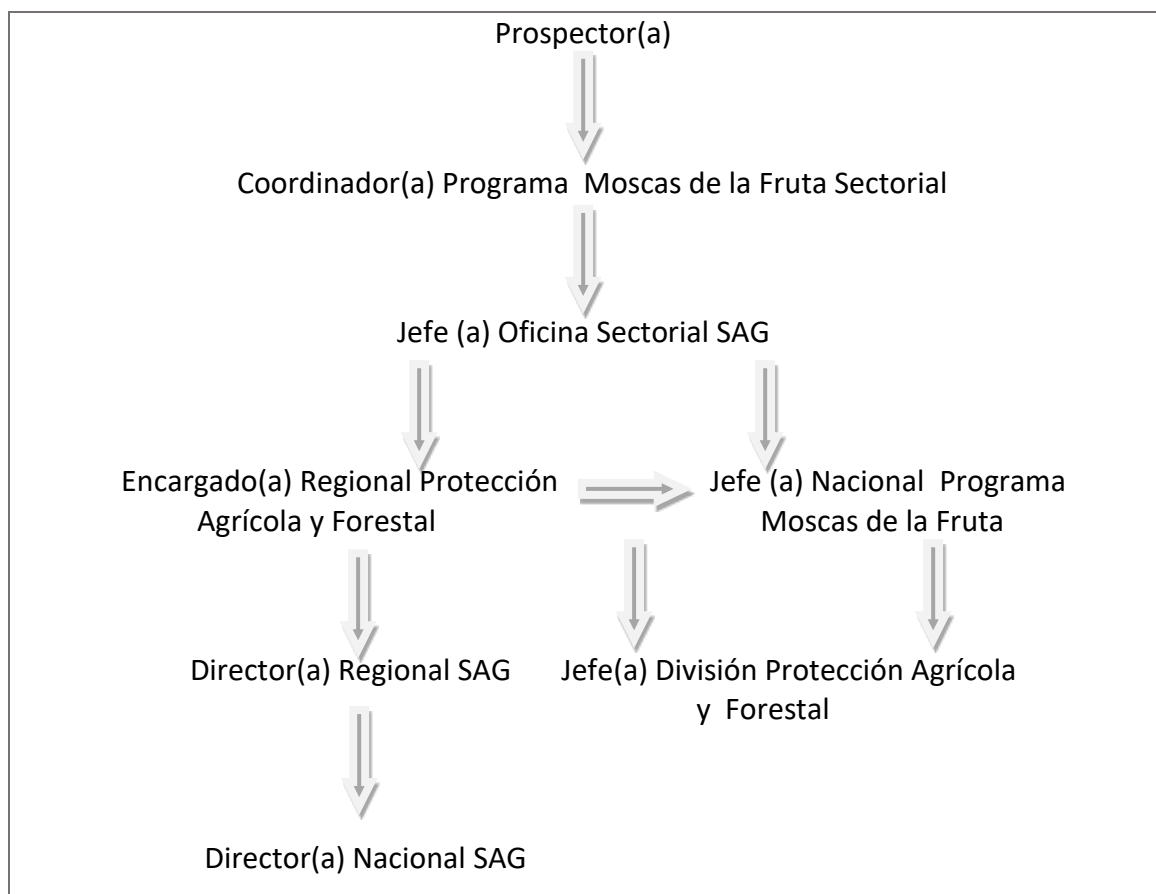 Prospector(a)
Coordinador(a) Programa Moscas de la Fruta Sectorial
Jefe (a) Oficina Sectorial SAG
Encargado(a) Regional Protección
Agrícola y Forestal
Jefe (a) Nacional Programa
Moscas de la Fruta
Director(a) Regional SAG
Jefe(a) División Protección Agrícola
y Forestal
Director(a) Nacional SAG